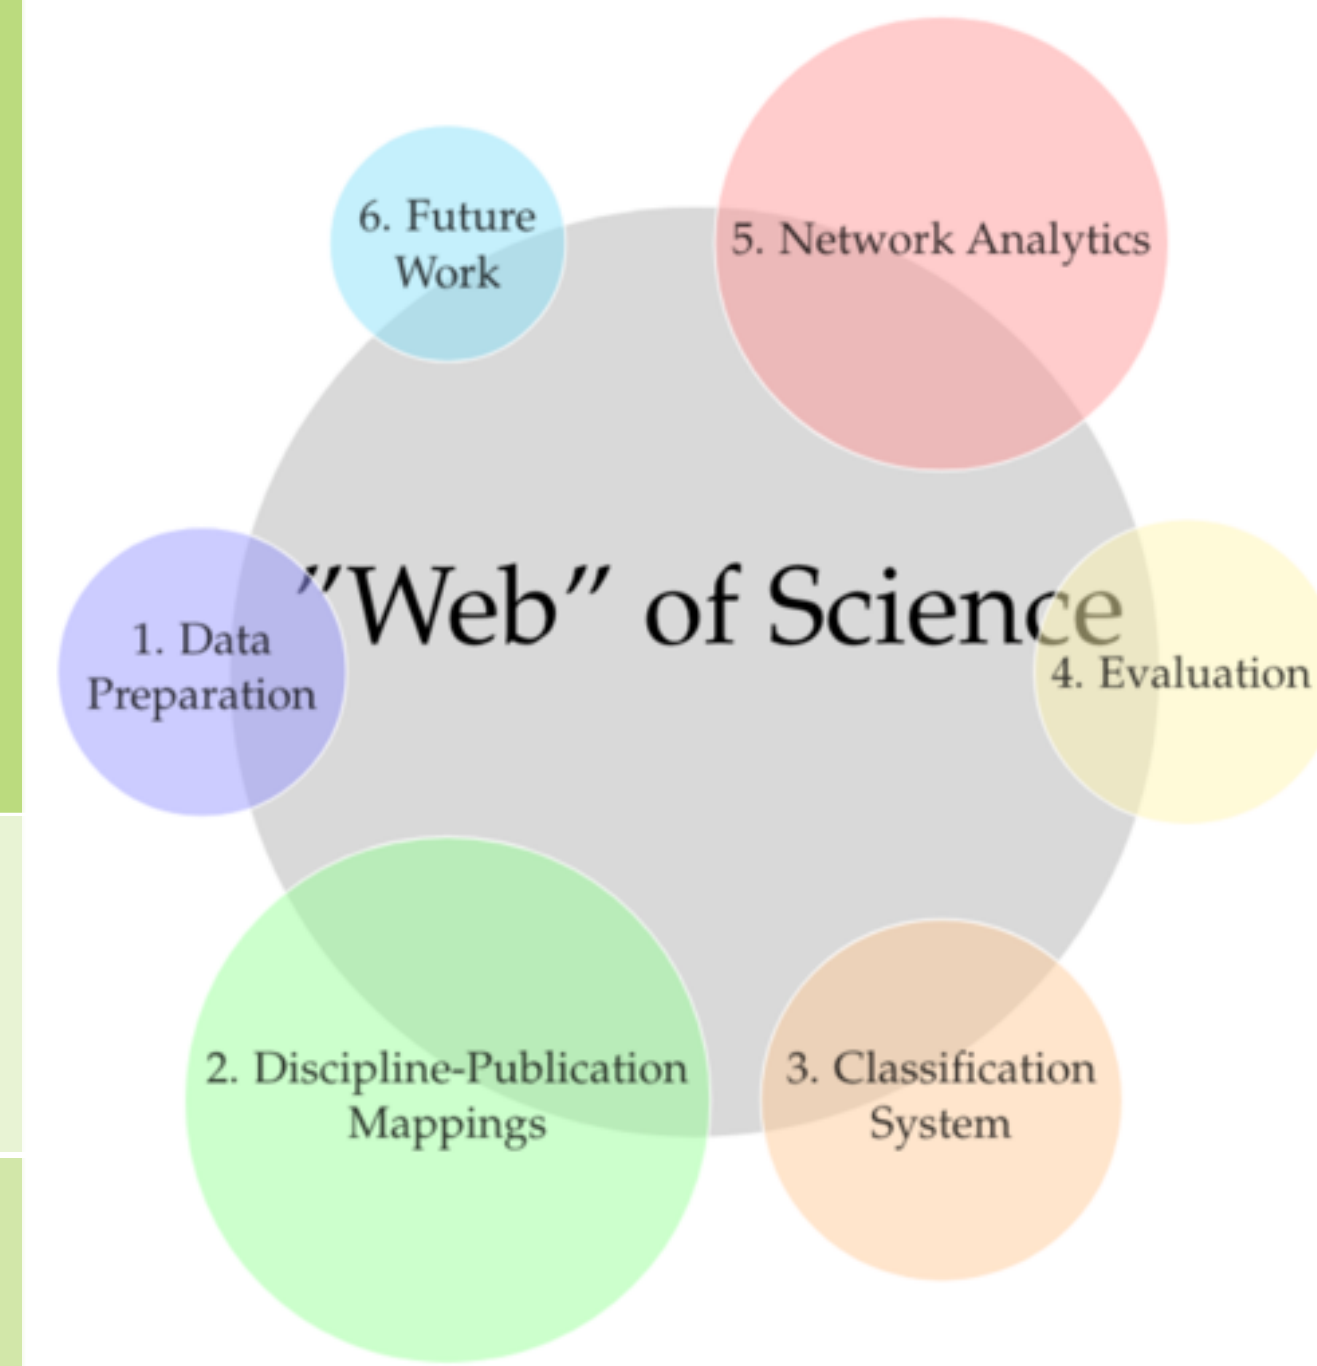 6. Future
Work
5. Network Analytics
”Web” of Science
1. Data
Preparation
4. Evaluation
2. Discipline-Publication
Mappings
3. Classification
System